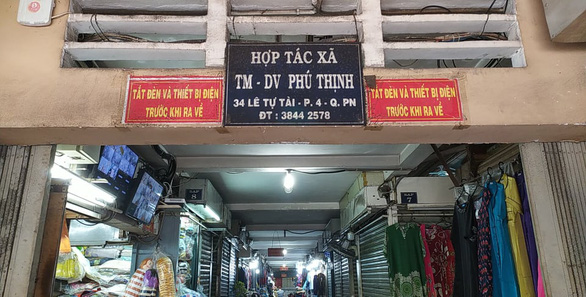 HỢP TÁC XÃ
TM - DV PHÚ THỊNH
34 LÊ TỰ TÀI - P. 4 - Q. PN
ĐT : 3844 2578
TẮT ĐÈN VÀ THIẾT BỊ ĐIỆN
TRƯỚC KHI RA VỀ
TẮT ĐÈN VÀ THIẾT BỊ ĐIỆN
TRƯỚC KHI RA VỀ